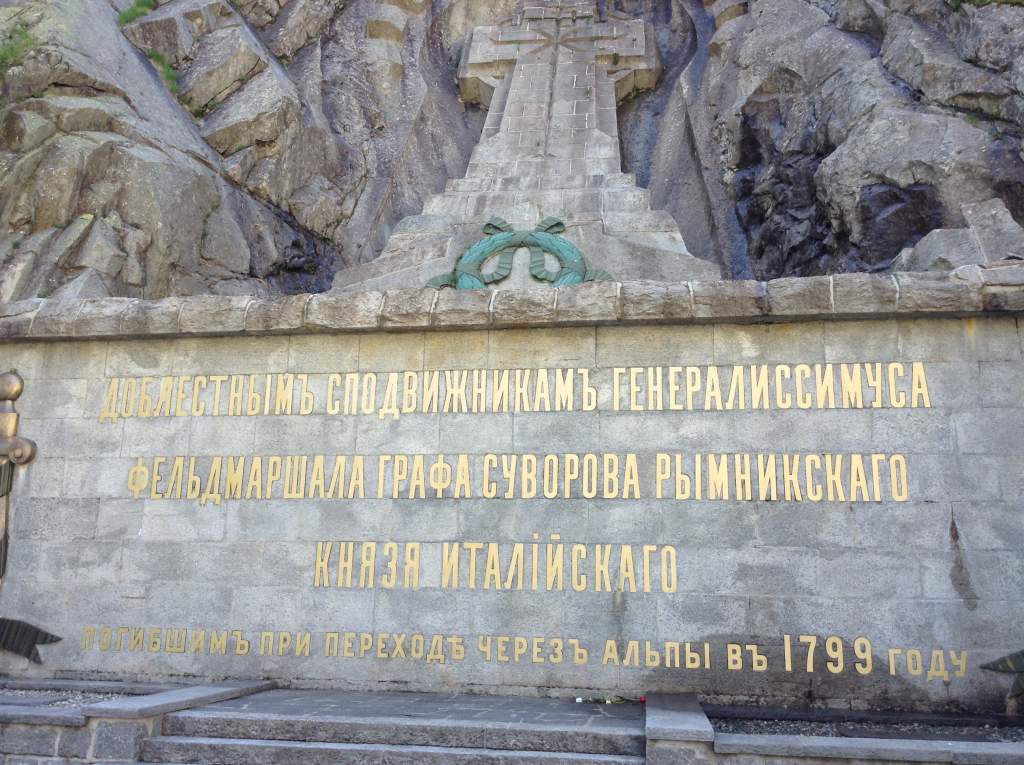 ДОБЛЕСТНЫМЪ СПОДВИЖНИКАМЪ ГЕНЕРАЛИССИМУСА
ФЕЛЬДМАРШАЛА ГРАФА СУВОРОВА РЫМНИКСКАГО
КНЯЗЯ ИТАЛІЙСКАГО
ПОГИБШИМЪ ПРИ ПЕРЕХОДѢ ЧЕРЕЗЪ АЛЬПЫ ВЪ 1799 ГОДУ